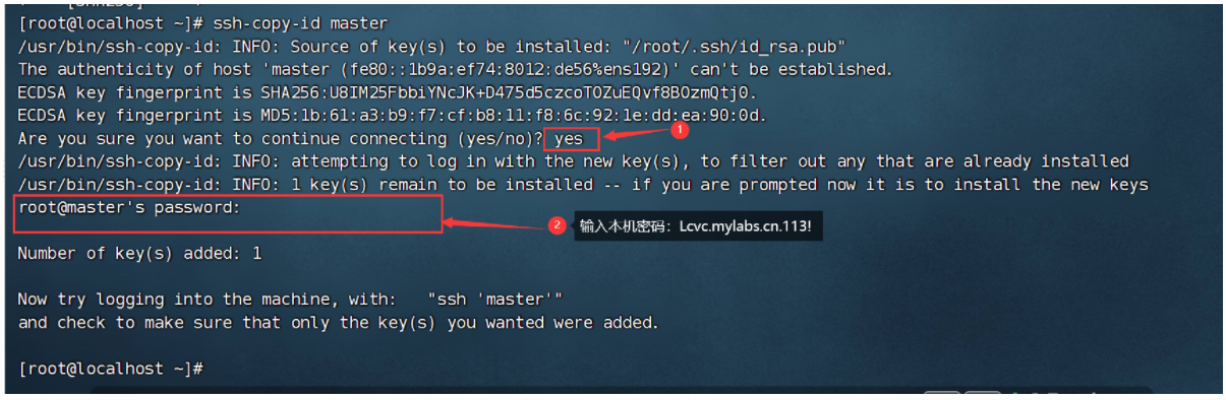 [root@localhost ~]# ssh-copy-id master
/usr/bin/ssh-copy-id: INFO: Source of key(s) to be installed: "/root/.ssh/id_rsa.pub"
The authenticity of host 'master (fe80::1b9a:ef74:8012:de56%ens192)' can't be established.
ECDSA key fingerprint is SHA256:U8IM25FbbiYNcJK+D475d5czcoTOZuEQvf8BOzmQtj0.
ECDSA key fingerprint is MD5:1b:61:a3:b9:f7:cf:b8:11:f8:6c:92:1e:dd:ea:90:0d.
Are you sure you want to continue connecting (yes/no)? yes 1
/usr/bin/ssh-copy-id: INFO: attempting to log in with the new key(s), to filter out any that are already installed
/usr/bin/ssh-copy-id: INFO: 1 key(s) remain to be installed -- if you are prompted now it is to install the new keys
root@master's password:
2 输入本机密码：Lcvc.mylabs.cn.113!
Number of key(s) added: 1
Now try logging into the machine, with:   "ssh 'master'"
and check to make sure that only the key(s) you wanted were added.
[root@localhost ~]#